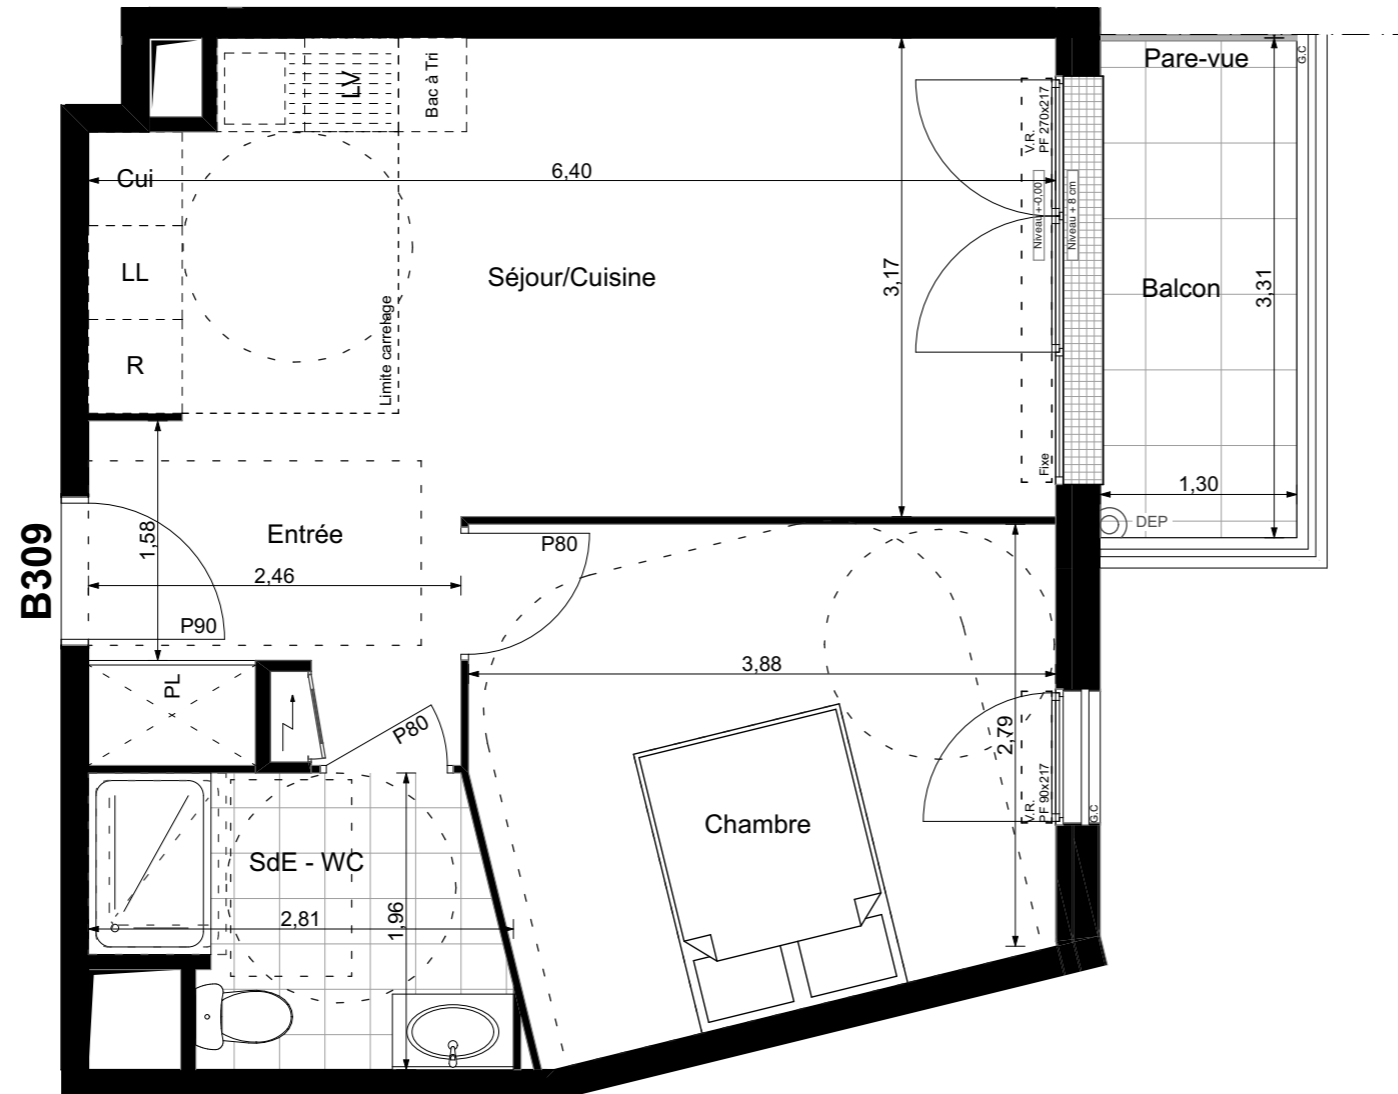 Pare-vue
G.C
LV
Bac à Tri
V.R.
PF 270x217
Cui
6,40
Niveau +-0.00
Niveau + 8 cm
LL
Séjour/Cuisine
3,17
Balcon
3,31
R
Limite carrelage
Fixe
1,30
DEP
B309
1,58
Entrée
P80
2,46
P90
3,88
PL
P80
2,79
V.R.
PF 90x217
G.C
Chambre
SdE - WC
2,81
1,96